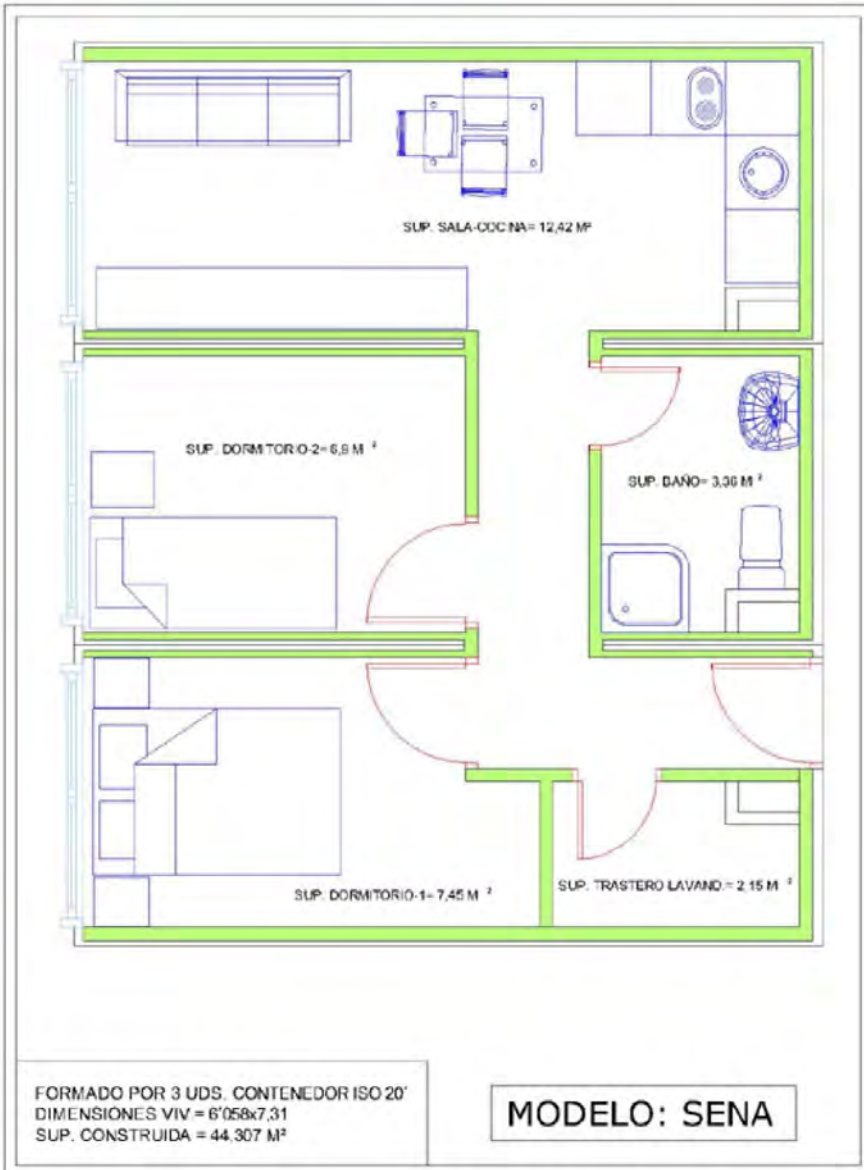 SUP. SALA-COCINA= 12,42 M²
SUP. DORMITORIO-2= 6,9 M ²
SUP. BAÑO= 3,36 M ²
SUP. DORMITORIO-1= 7,45 M ²
SUP. TRASTERO LAVAND.= 2,15 M ²
FORMADO POR 3 UDS. CONTENEDOR ISO 20'
DIMENSIONES VIV.= 6'058x7,31
SUP. CONSTRUIDA = 44,307 M²
MODELO: SENA